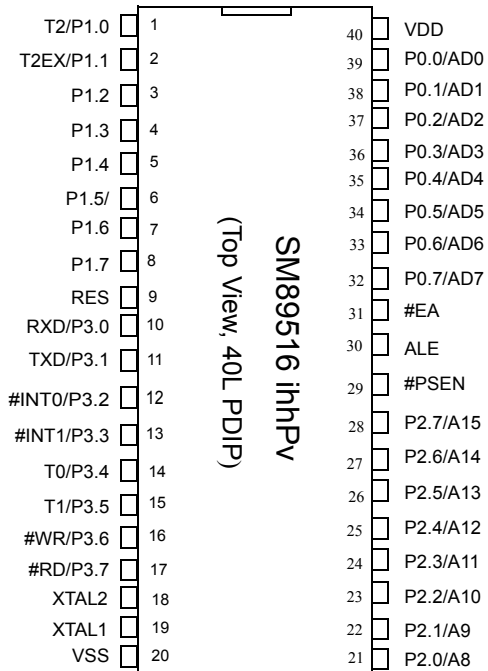 T2/P1.0 1
T2EX/P1.1 2
P1.2 3
P1.3 4
P1.4 5
P1.5/ 6
P1.6 7
P1.7 8
RES 9
RXD/P3.0 10
TXD/P3.1 11
#INT0/P3.2 12
#INT1/P3.3 13
T0/P3.4 14
T1/P3.5 15
#WR/P3.6 16
#RD/P3.7 17
XTAL2 18
XTAL1 19
VSS 20
SM89516 ihhPv
(Top View, 40L PDIP)
40 VDD
39 P0.0/AD0
38 P0.1/AD1
37 P0.2/AD2
36 P0.3/AD3
35 P0.4/AD4
34 P0.5/AD5
33 P0.6/AD6
32 P0.7/AD7
31 #EA
30 ALE
29 #PSEN
28 P2.7/A15
27 P2.6/A14
26 P2.5/A13
25 P2.4/A12
24 P2.3/A11
23 P2.2/A10
22 P2.1/A9
21 P2.0/A8